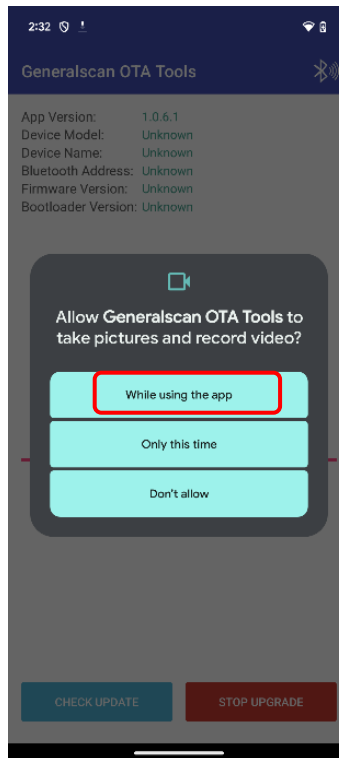 2:32
Generalscan OTA Tools
App Version: 1.0.6.1
Device Model: Unknown
Device Name: Unknown
Bluetooth Address: Unknown
Firmware Version: Unknown
Bootloader Version: Unknown
Allow Generalscan OTA Tools to
take pictures and record video?
While using the app
Only this time
Don't allow
CHECK UPDATE STOP UPGRADE